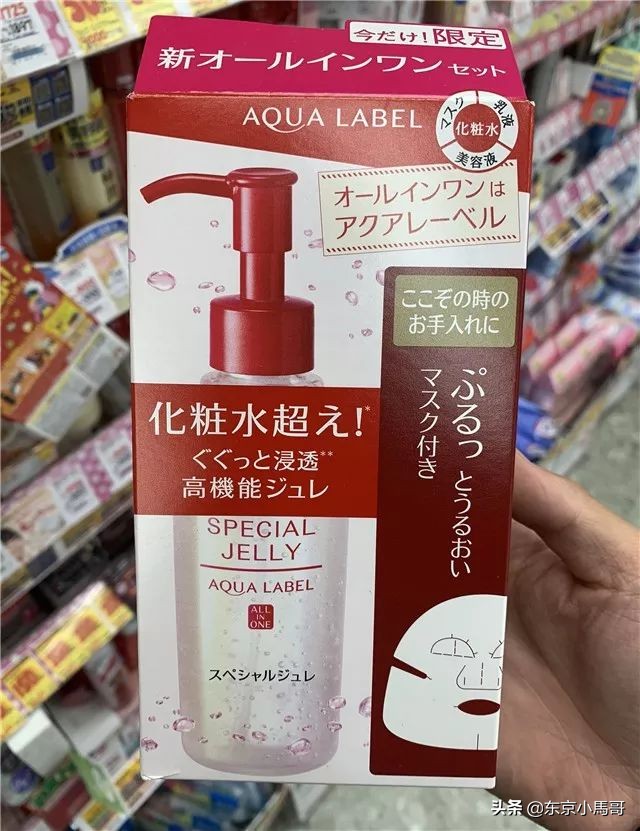 今だけ!限定
新オールインワンセット
AQUA LABEL
マスク
乳液
化粧水
美容液
オールインワンは
アクアレーベル
ここぞの時の
お手入れに
ぷるっとうるおい
マスク付き
化粧水超え!*
ぐぐっと浸透**
高機能ジュレ
SPECIAL
JELLY
AQUA LABEL
ALL
IN
ONE
スペシャルジュレ
头条 @东京小馬哥